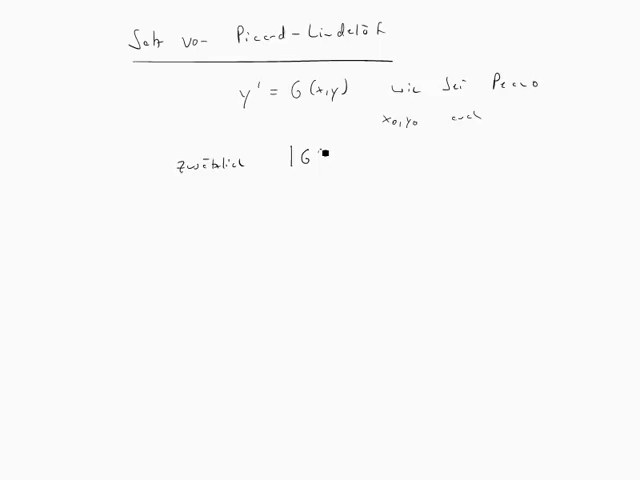 Satz von Picard-Lindelöf
y' = G(x,y) wie bei Peano
x₀,y₀ auch
zusätzlich |G